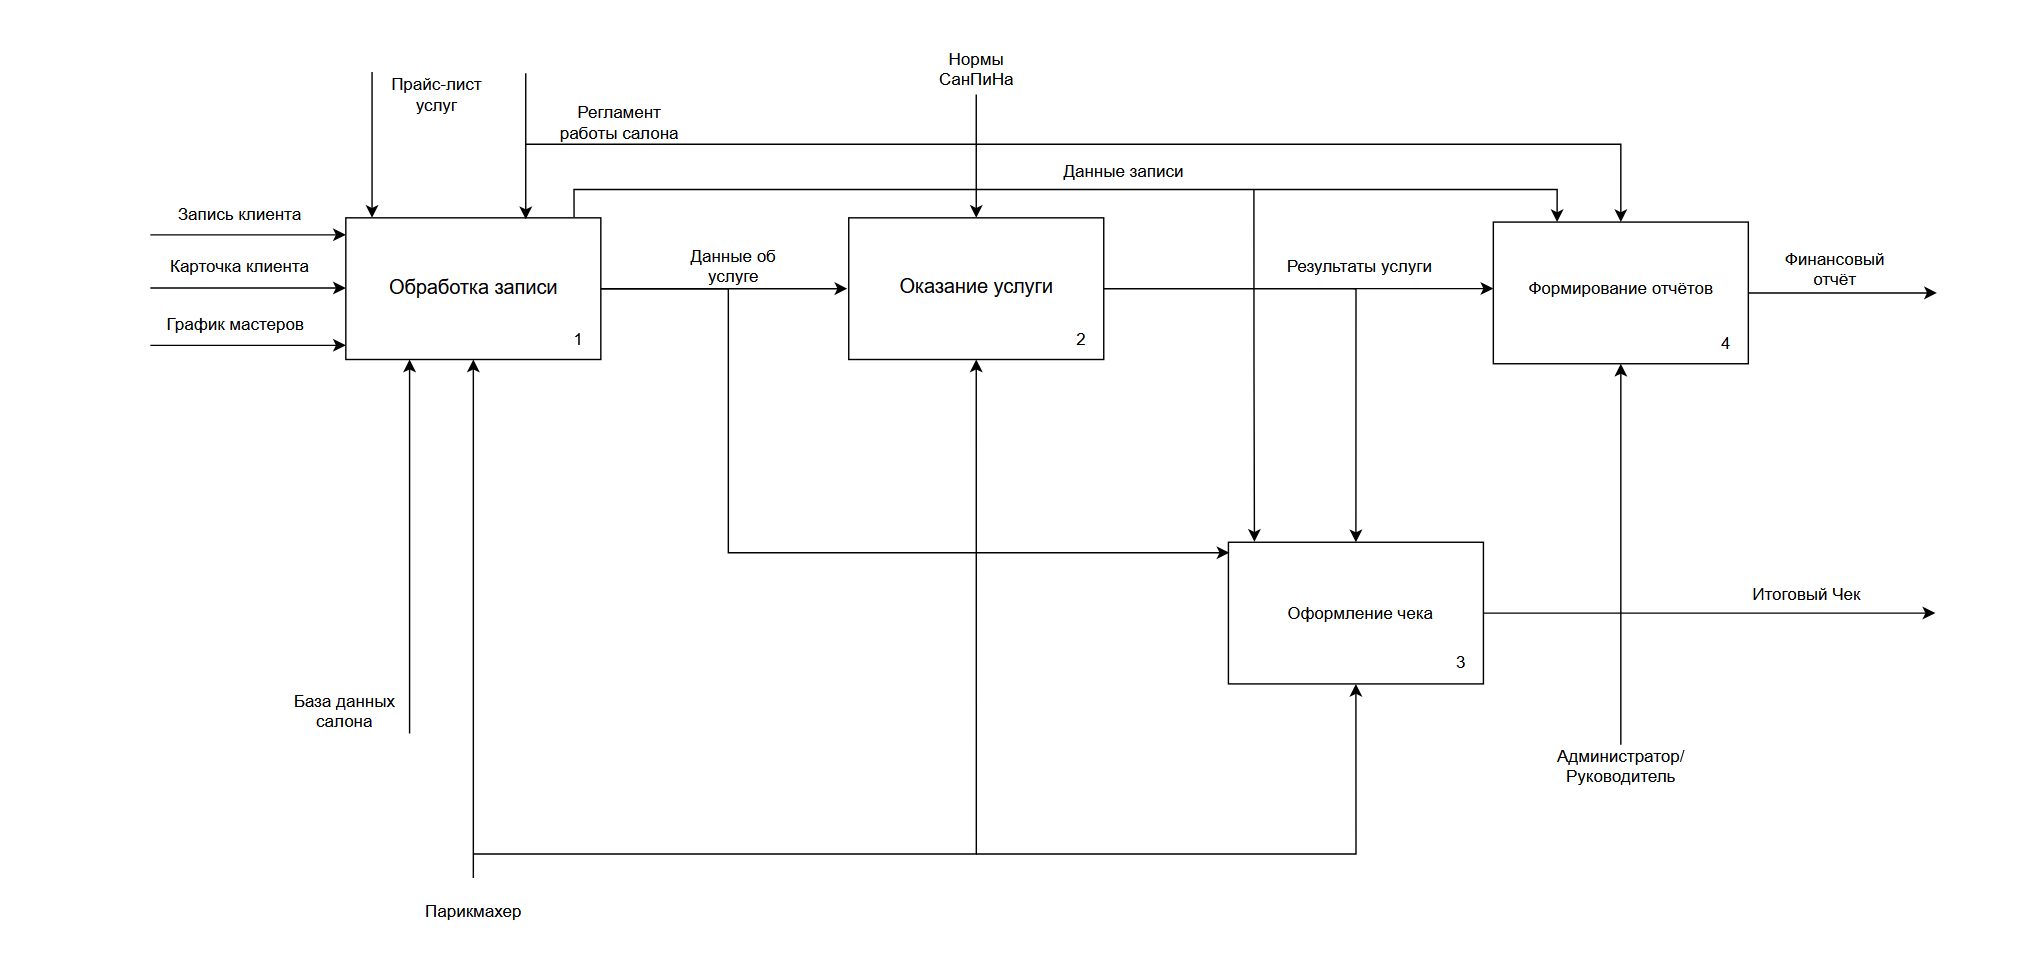 Нормы
СанПиНа
Прайс-лист
услуг
Регламент
работы салона
Данные записи
Запись клиента
Карточка клиента
График мастеров
Обработка записи
1
Данные об
услуге
Оказание услуги
2
Результаты услуги
Формирование отчётов
4
Финансовый
отчёт
Оформление чека
3
Итоговый Чек
База данных
салона
Администратор/
Руководитель
Парикмахер